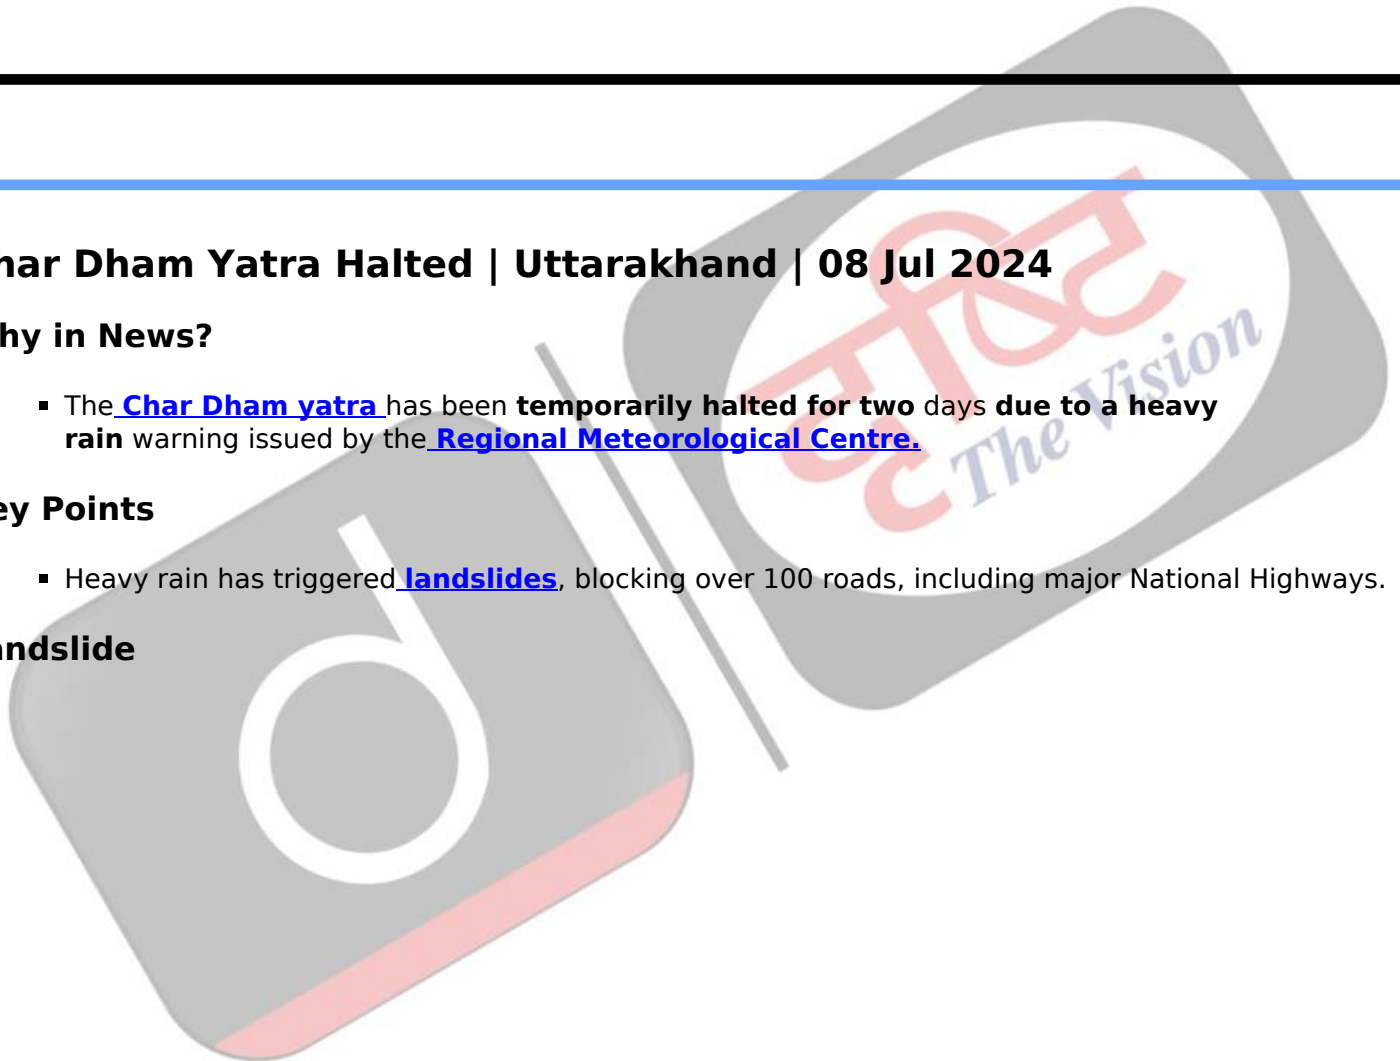 har Dham Yatra Halted | Uttarakhand | 08 Jul 2024
hy in News?
The Char Dham yatra has been temporarily halted for two days due to a heavy
rain warning issued by the Regional Meteorological Centre.
ey Points
Heavy rain has triggered landslides, blocking over 100 roads, including major National Highways.
andslide
दृष्टि
The Vision
d